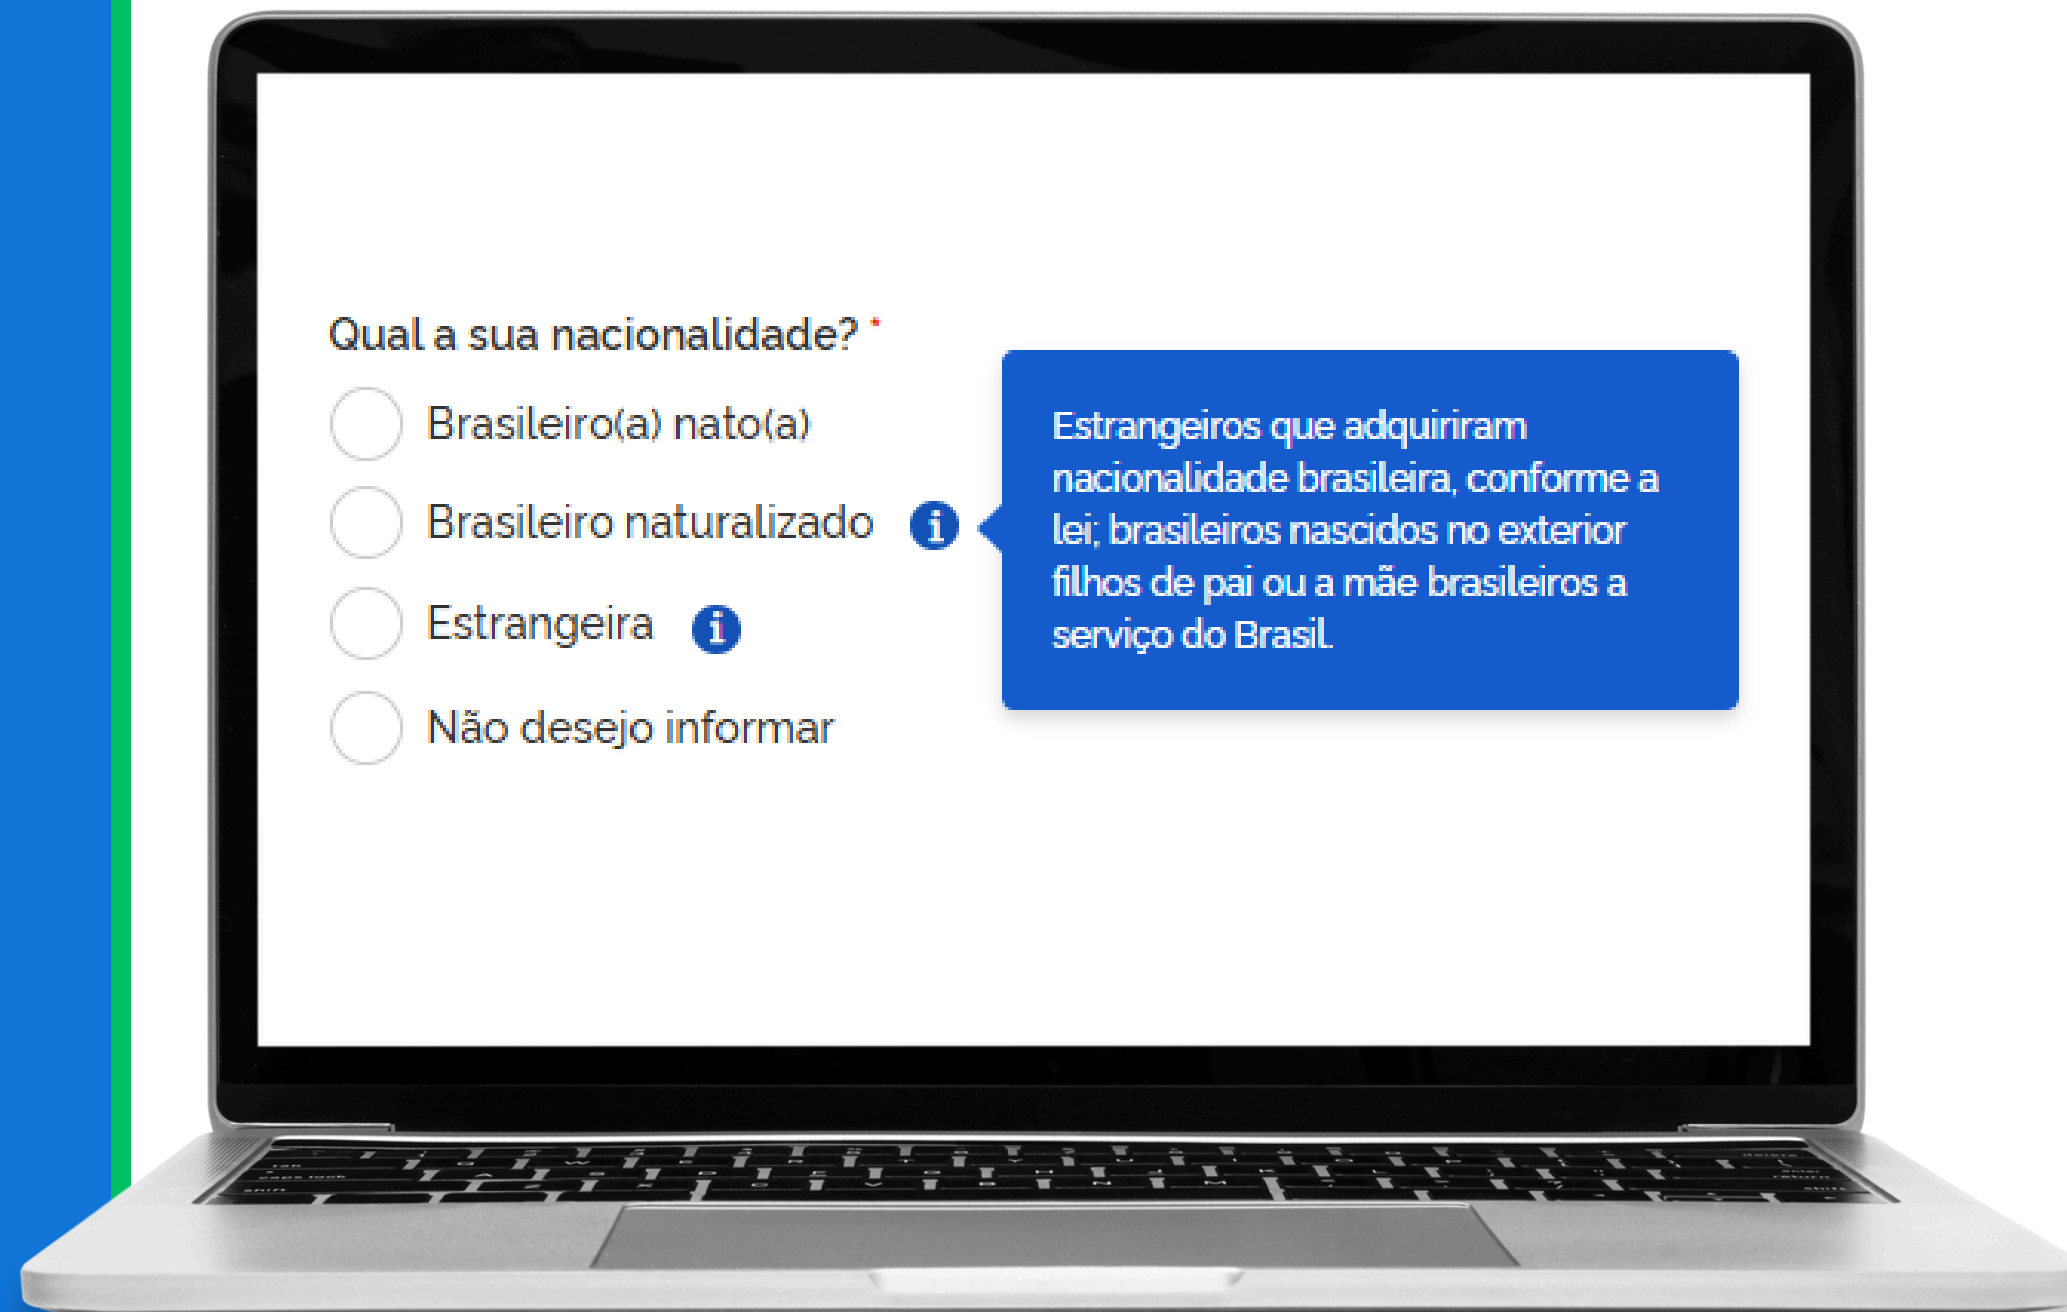 Qual a sua nacionalidade? *
Brasileiro(a) nato(a)
Brasileiro naturalizado
Estrangeira
Não desejo informar
Estrangeiros que adquiriram
nacionalidade brasileira, conforme a
lei; brasileiros nascidos no exterior
filhos de pai ou a mãe brasileiros a
serviço do Brasil.